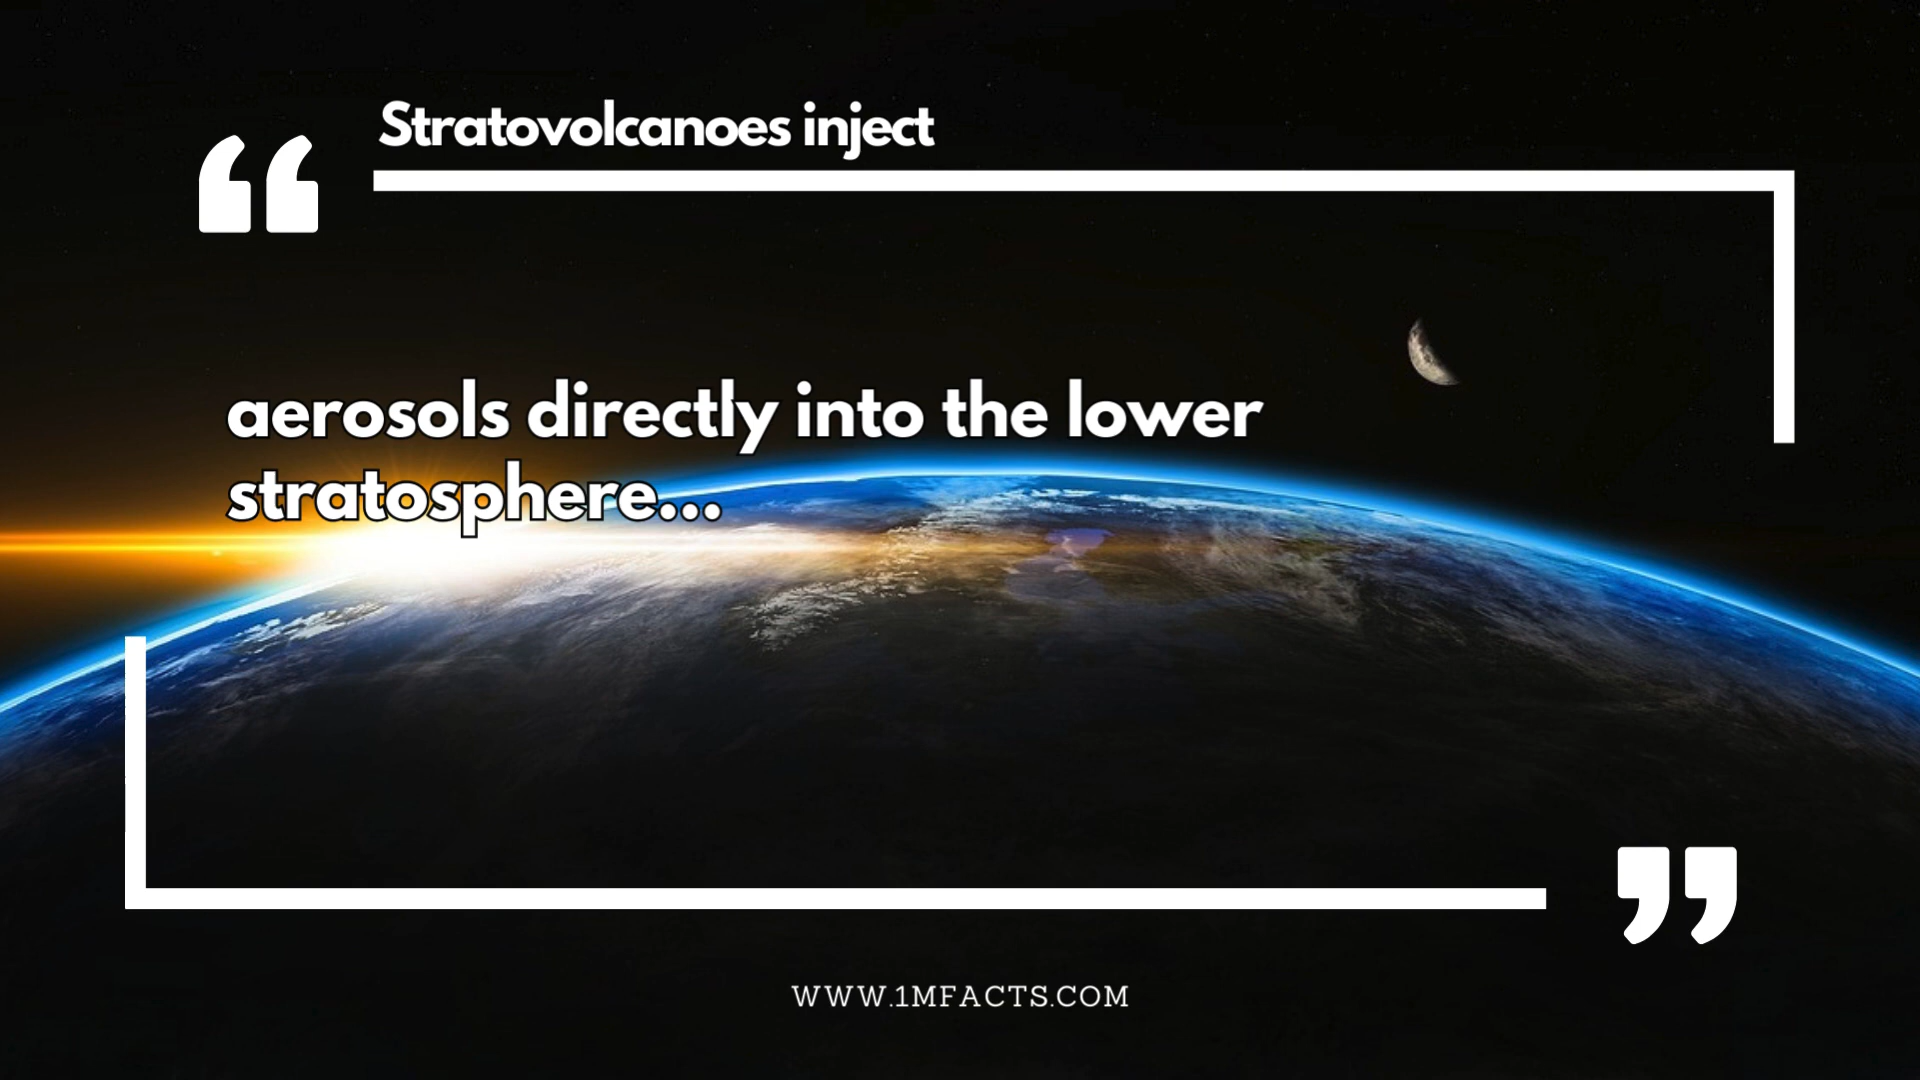 Stratovolcanoes inject
aerosols directly into the lower
stratosphere...
WWW.1MFACTS.COM